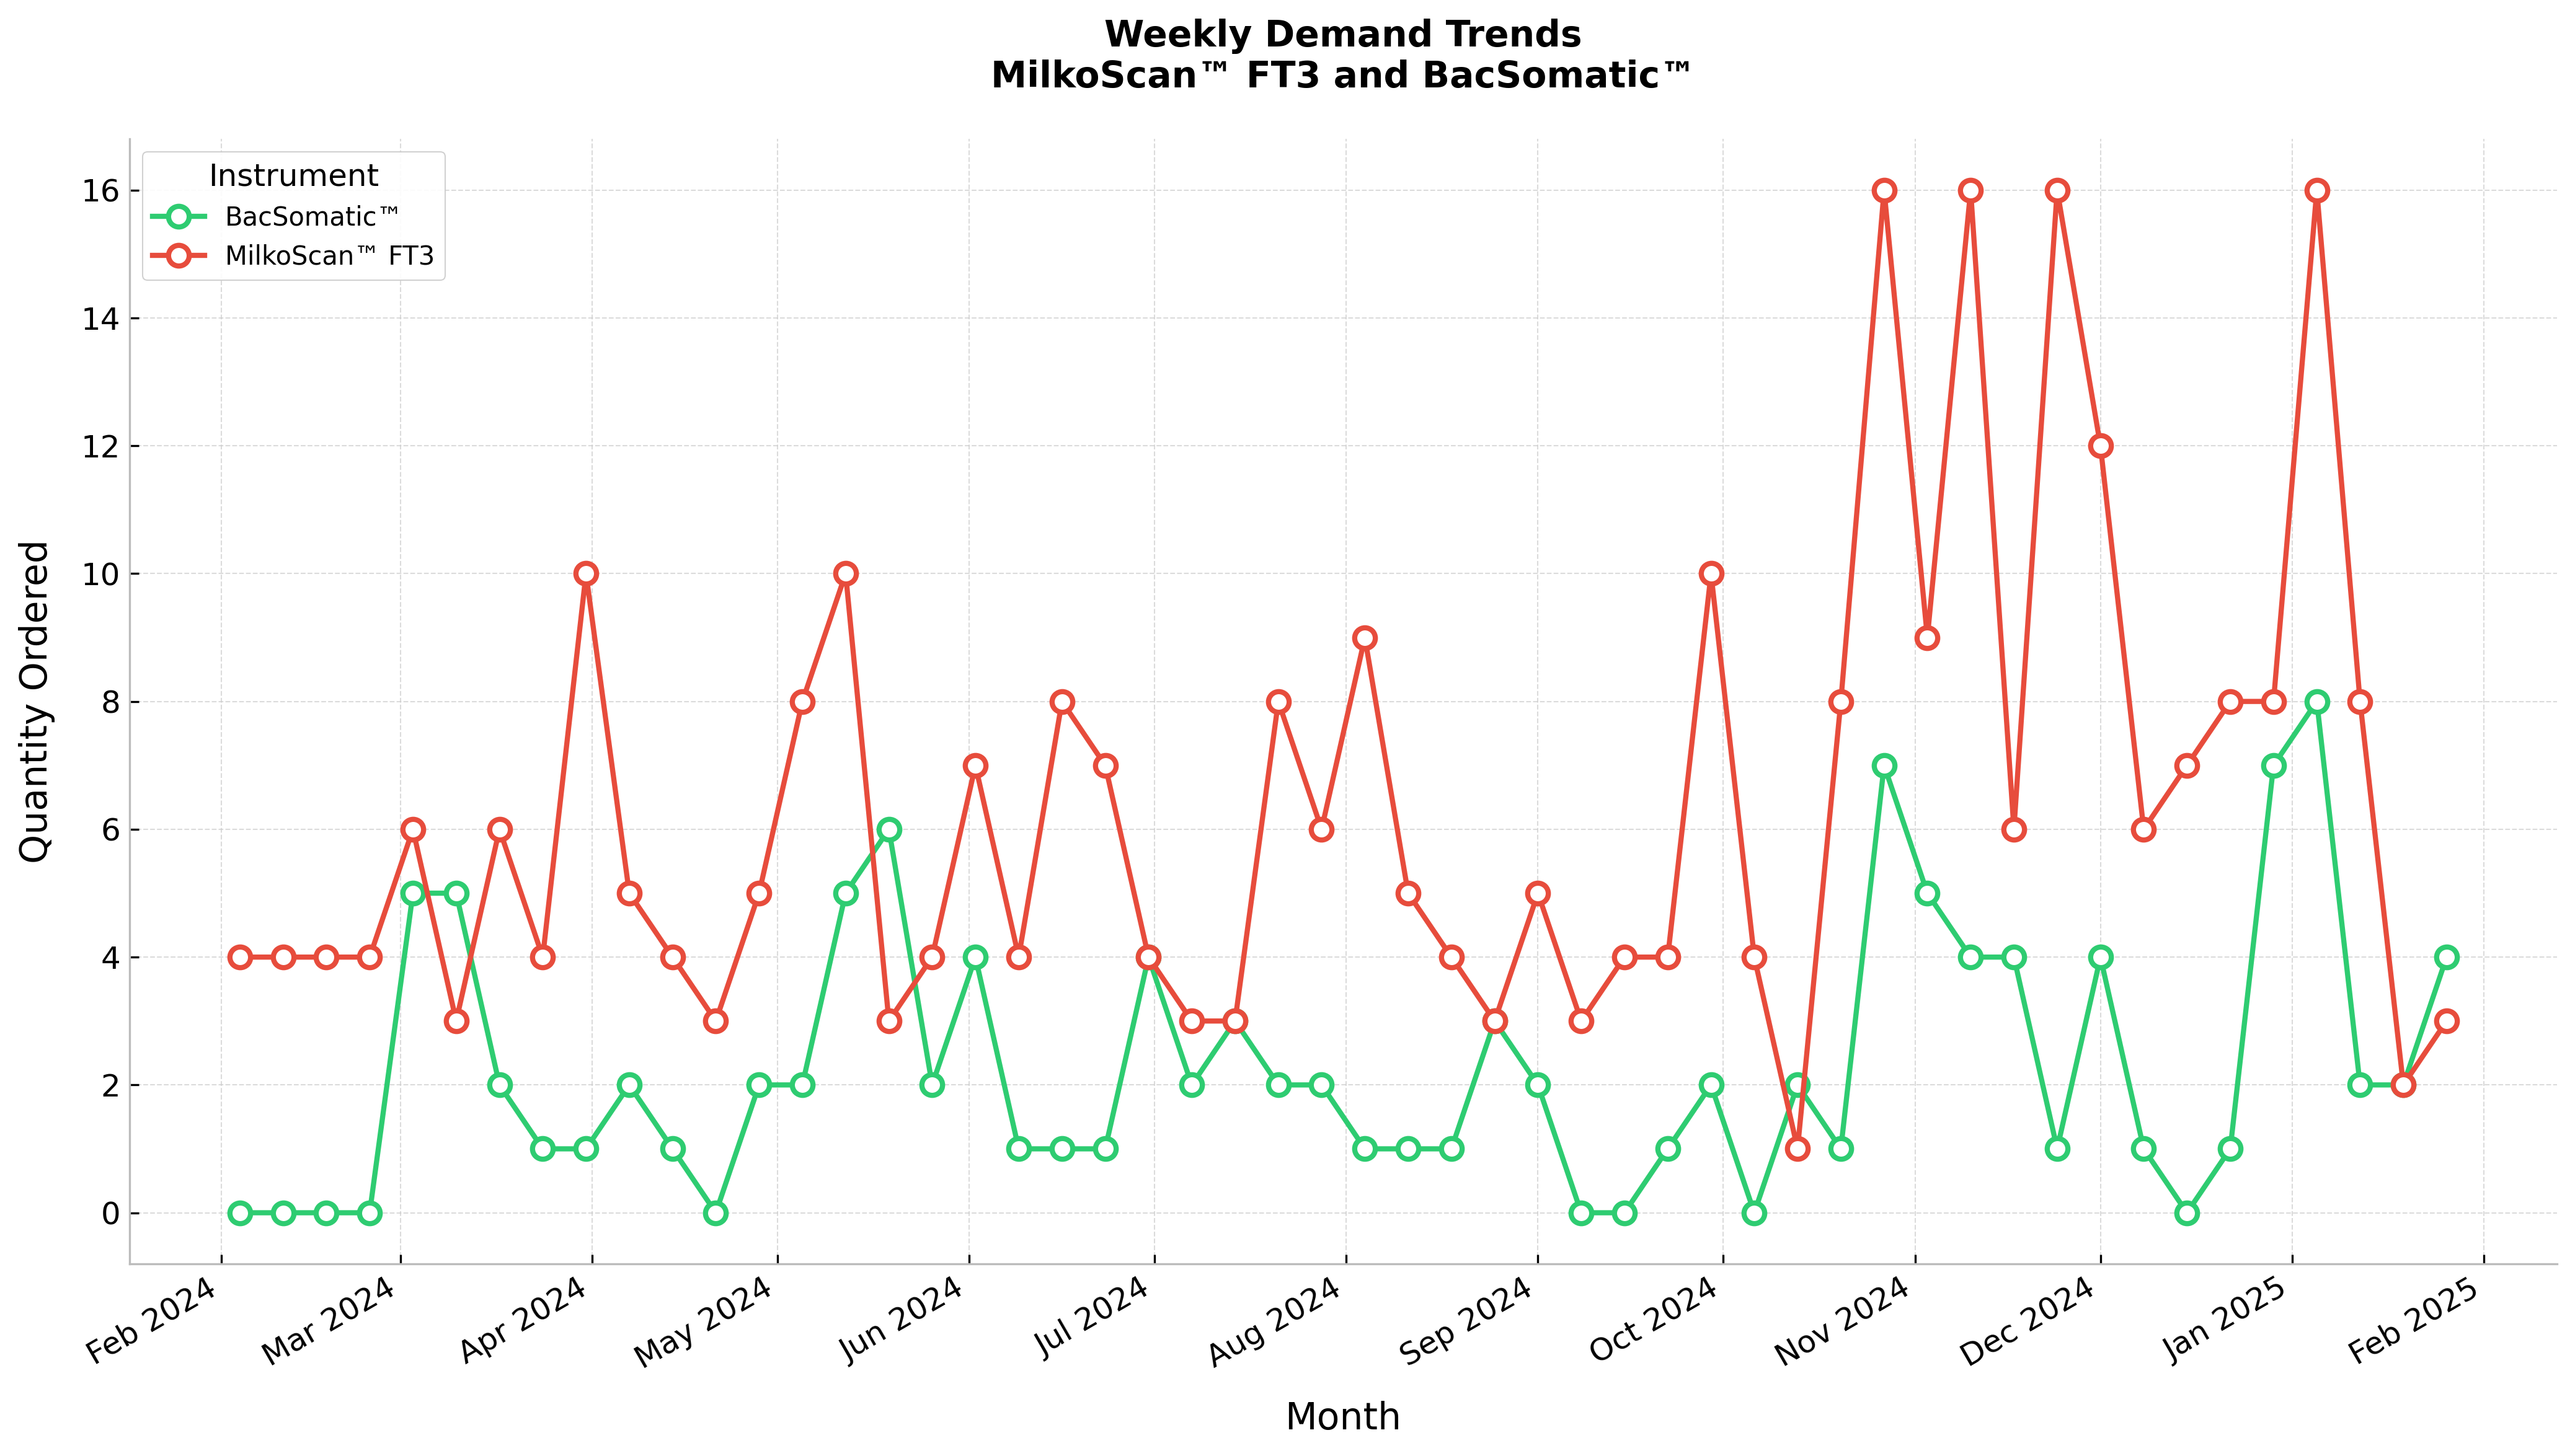 Weekly Demand Trends
MilkoScan™ FT3 and BacSomatic™
Instrument
BacSomatic™
MilkoScan™ FT3
Quantity Ordered
16
14
12
10
8
6
4
2
0
Feb 2024
Mar 2024
Apr 2024
May 2024
Jun 2024
Jul 2024
Aug 2024
Sep 2024
Oct 2024
Nov 2024
Dec 2024
Jan 2025
Feb 2025
Month